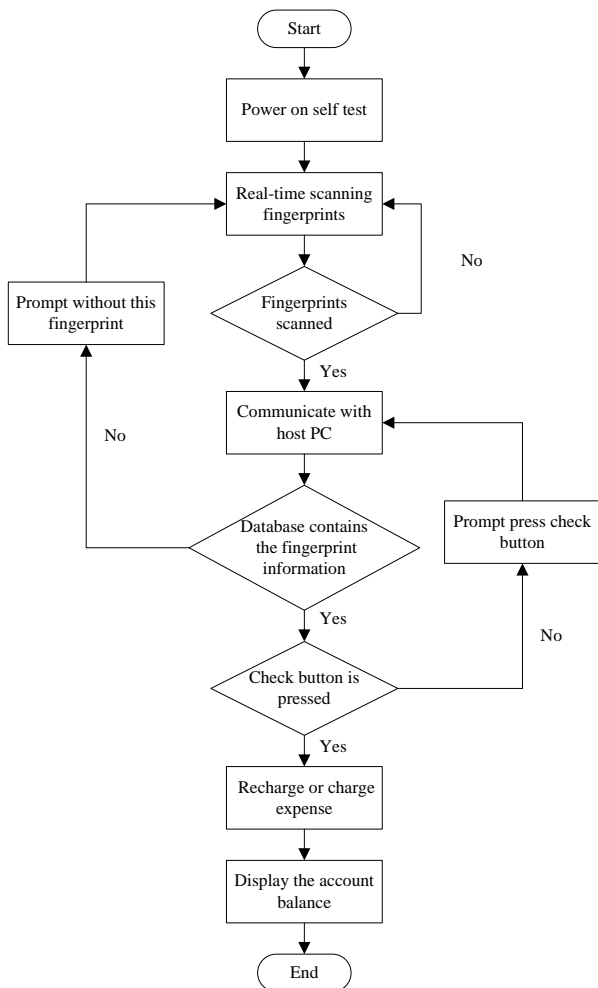 Start
Power on self test
Real-time scanning
fingerprints
No
Prompt without this
fingerprint
Fingerprints
scanned
Yes
Communicate with
host PC
No
Database contains
the fingerprint
information
Prompt press check
button
Yes
No
Check button is
pressed
Yes
Recharge or charge
expense
Display the account
balance
End